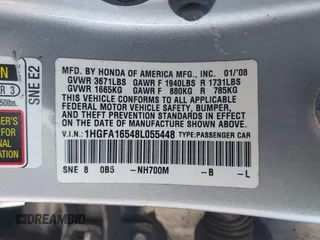 MFD. BY HONDA OF AMERICA MFG., INC. 01/'08
GVWR 3671LBS GAWR F 1940LBS R 1731LBS
GVWR 1665KG GAWR F 880KG R 785KG
THIS VEHICLE CONFORMS TO ALL APPLICABLE
FEDERAL MOTOR VEHICLE SAFETY, BUMPER,
AND THEFT PREVENTION STANDARDS IN EFFECT
ON THE DATE OF MANUFACTURE SHOWN ABOVE.
V.I.N.: 1HGFA16548L055448 TYPE:PASSENGER CAR
SNE 8 0B5 -NH700M -B -L
SNE E2
R 3
50lbs.
DREAMBID